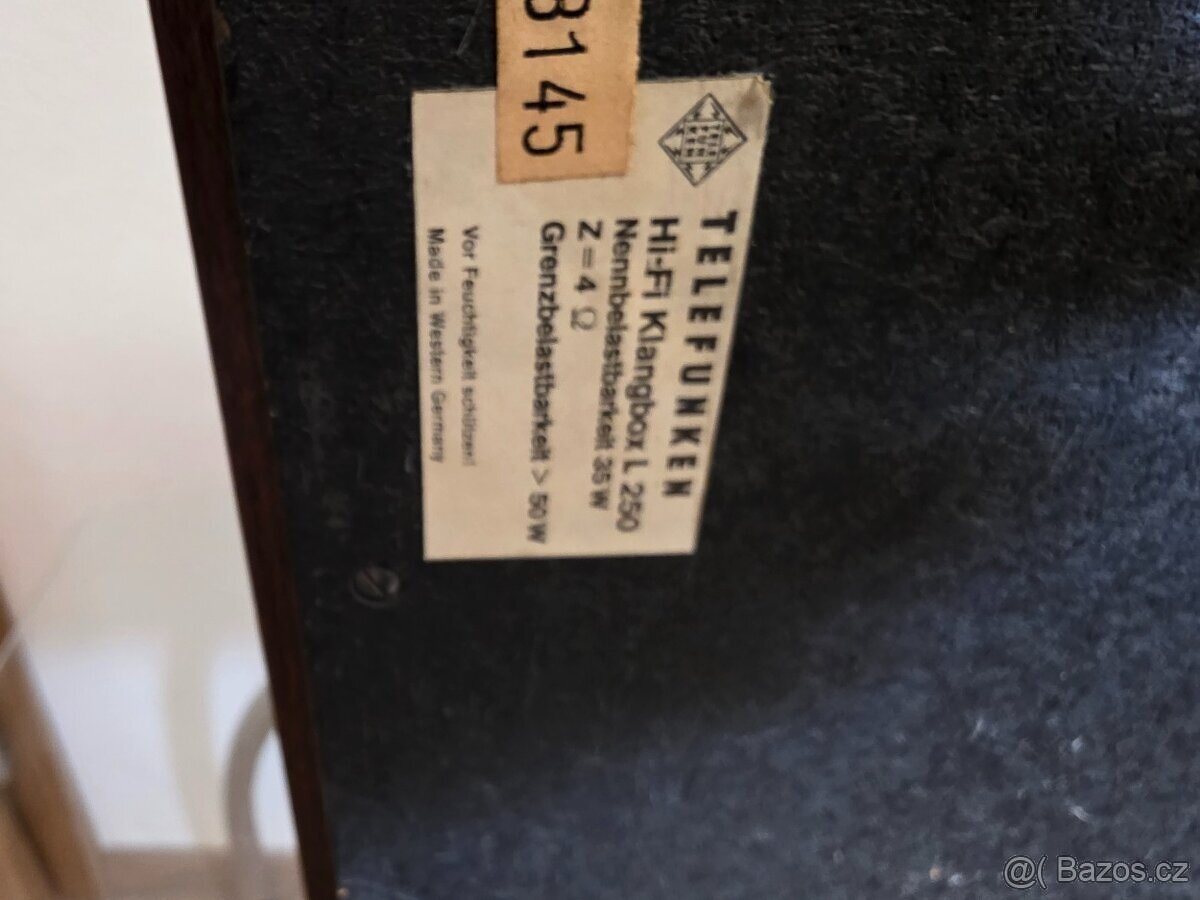 8145
TELEFUNKEN
Hi-Fi Klangbox L 250
Nennbelastbarkeit 35 W
Z = 4 Ω
Grenzbelastbarkeit > 50 W
Vor Feuchtigkeit schützen!
Made in Western Germany
@( Bazos.cz